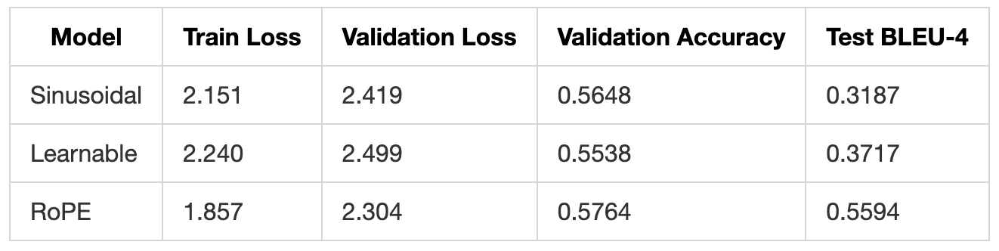 Model Train Loss Validation Loss Validation Accuracy Test BLEU-4
Sinusoidal 2.151 2.419 0.5648 0.3187
Learnable 2.240 2.499 0.5538 0.3717
RoPE 1.857 2.304 0.5764 0.5594